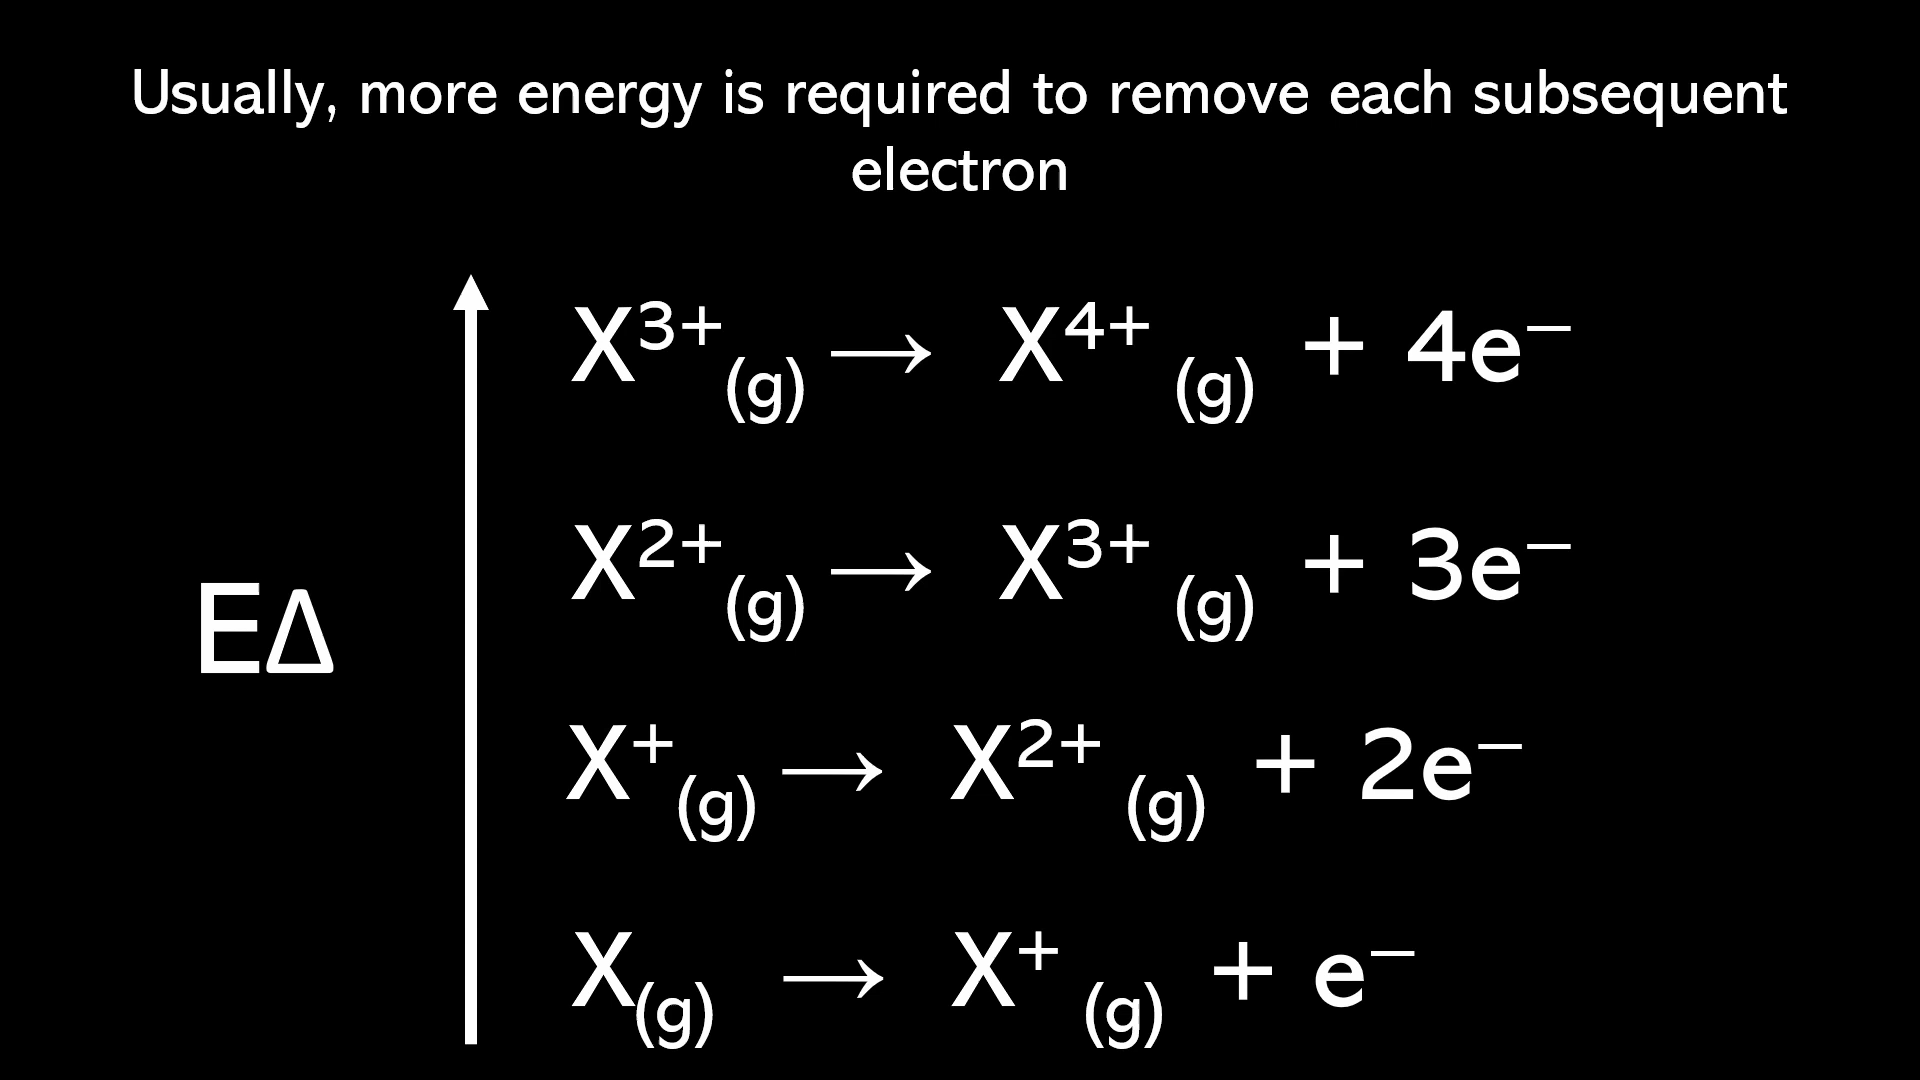 Usually, more energy is required to remove each subsequent
electron
X³⁺₍g₎ → X⁴⁺ ₍g₎ + 4e⁻
X²⁺₍g₎ → X³⁺ ₍g₎ + 3e⁻
EΔ
X⁺₍g₎ → X²⁺ ₍g₎ + 2e⁻
X₍g₎ → X⁺ ₍g₎ + e⁻